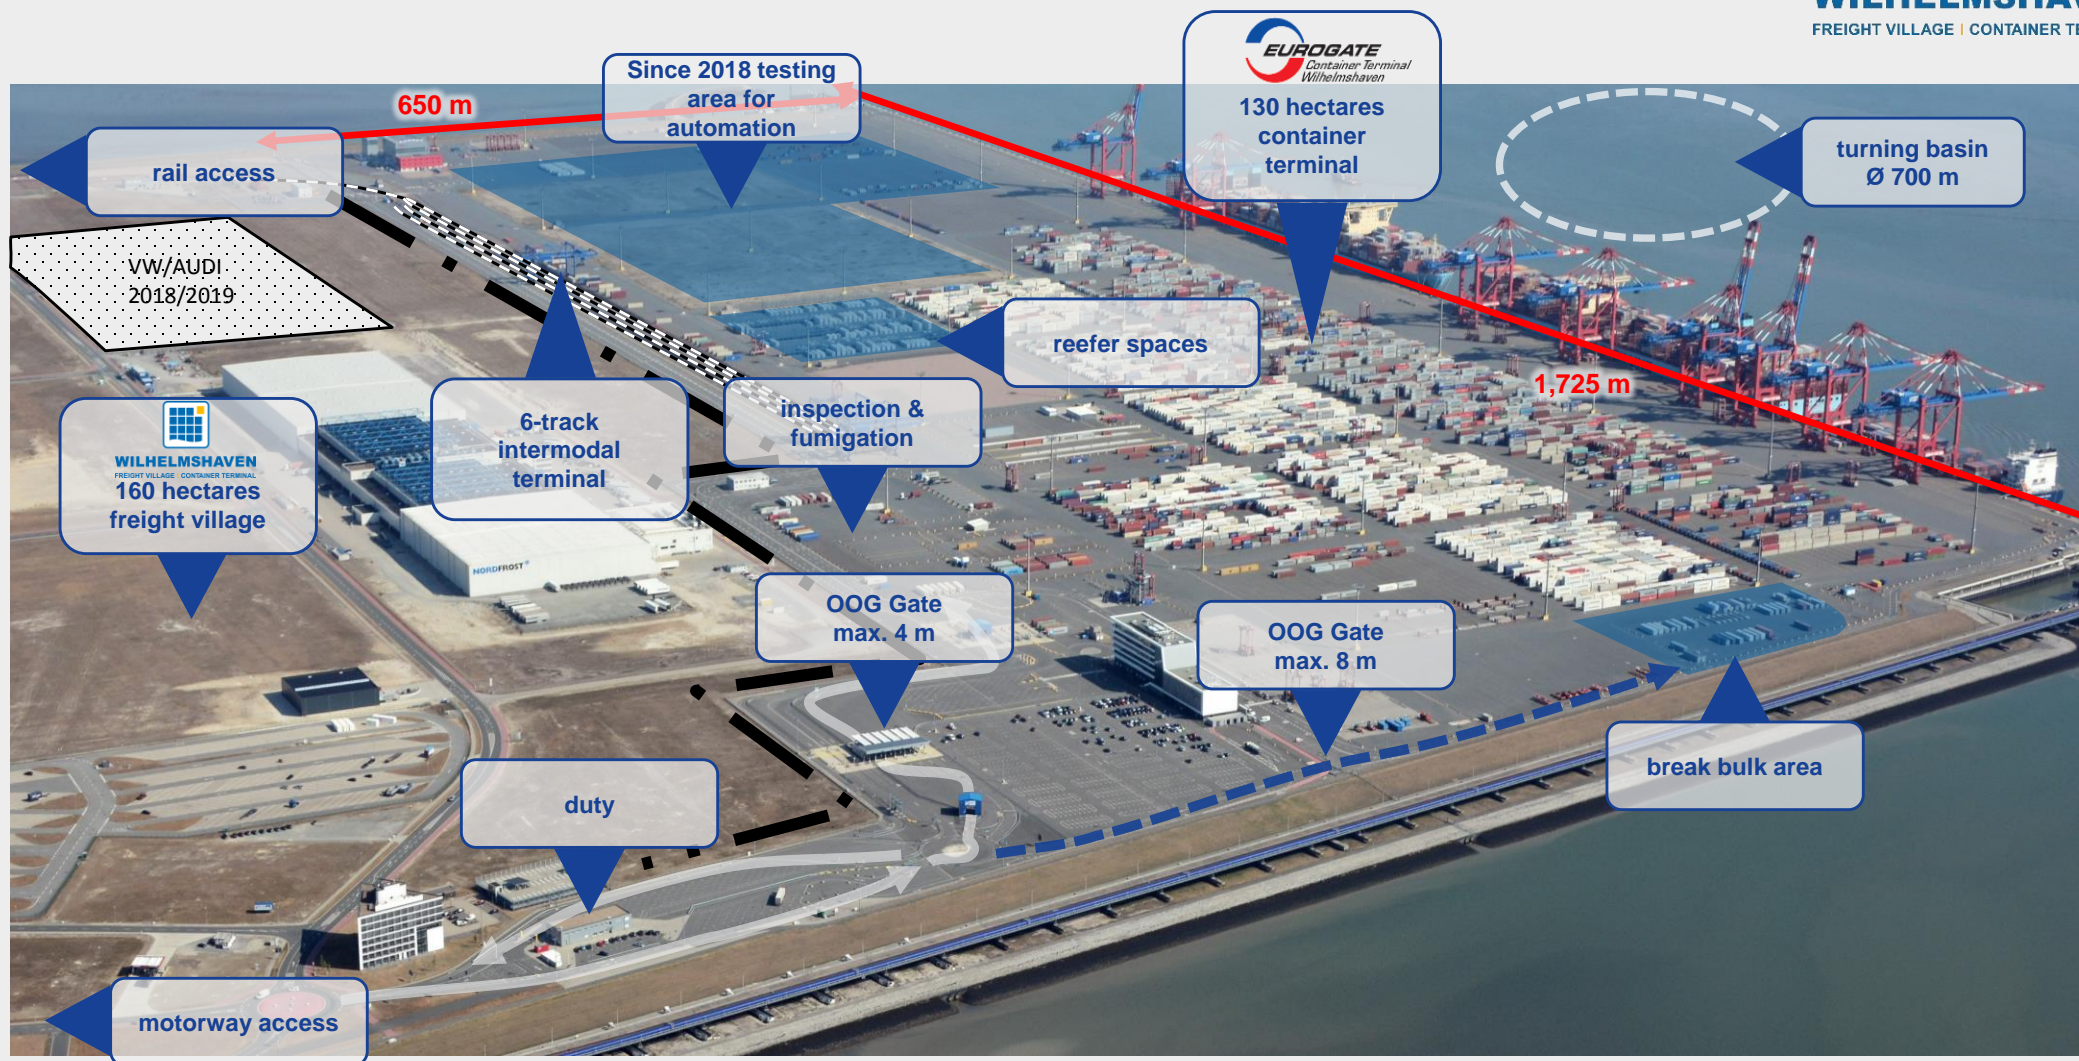 FREIGHT VILLAGE | CONTAINER
EUROGATE
Container Terminal
Wilhelmshaven
130 hectares
container
terminal
Since 2018 testing
area for
automation
650 m
rail access
turning basin
Ø 700 m
VW/AUDI
2018/2019
reefer spaces
1,725 m
WILHELMSHAVEN
FREIGHT VILLAGE | CONTAINER TERMINAL
160 hectares
freight village
6-track
intermodal
terminal
inspection &
fumigation
NORDFROST
OOG Gate
max. 4 m
OOG Gate
max. 8 m
break bulk area
duty
motorway access